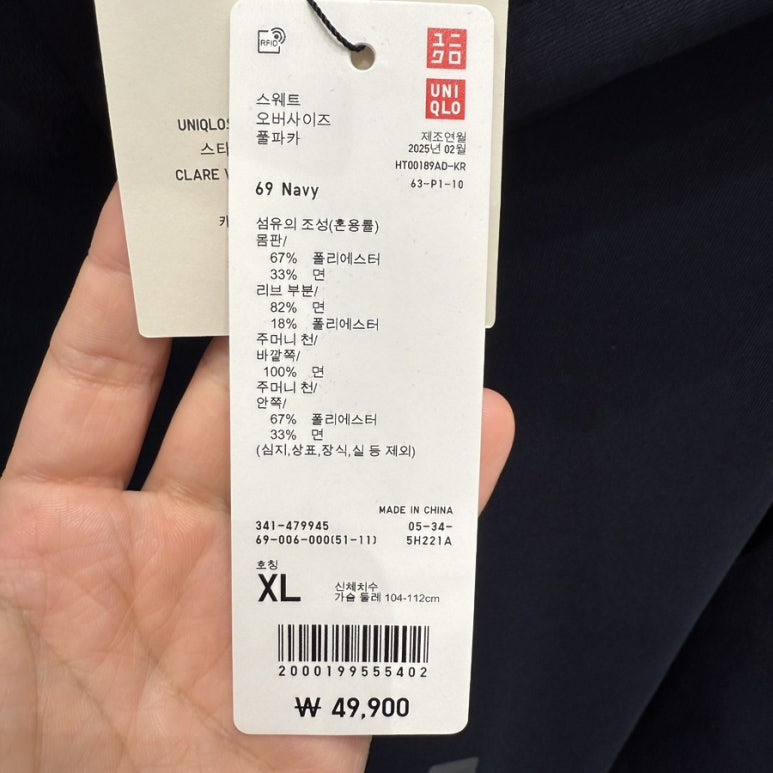 RFID
ユニ
クロ
UNI
QLO
스웨트
오버사이즈
풀파카
제조연월
2025년 02월
HT00189AD-KR
63-P1-10
69 Navy
섬유의 조성(혼용률)
몸판/
67% 폴리에스터
33% 면
리브 부분/
82% 면
18% 폴리에스터
주머니 천/
바깥쪽/
100% 면
주머니 천/
안쪽/
67% 폴리에스터
33% 면
(심지,상표,장식,실 등 제외)
MADE IN CHINA
341-479945 05-34-
69-006-000(51-11) 5H221A
호칭
XL
신체치수
가슴 둘레 104-112cm
2000199555402
₩ 49,900
UNIQLO
CLARE